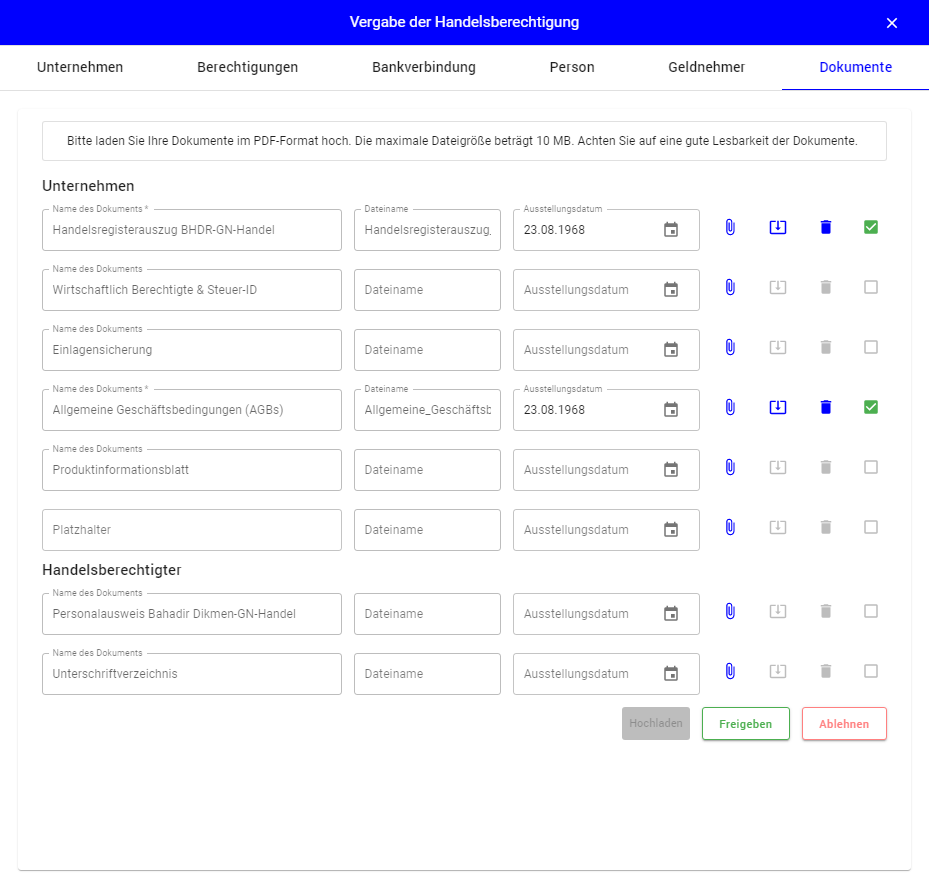 Vergabe der Handelsberechtigung
Unternehmen Berechtigungen Bankverbindung Person Geldnehmer Dokumente
Bitte laden Sie Ihre Dokumente im PDF-Format hoch. Die maximale Dateigröße beträgt 10 MB. Achten Sie auf eine gute Lesbarkeit der Dokumente.
Unternehmen
Name des Dokuments * Dateiname Ausstellungsdatum
Handelsregisterauszug BHDR-GN-Handel Handelsregisterauszug_ 23.08.1968
Name des Dokuments
Wirtschaftlich Berechtigte & Steuer-ID Dateiname Ausstellungsdatum
Name des Dokuments
Einlagensicherung Dateiname Ausstellungsdatum
Name des Dokuments * Dateiname Ausstellungsdatum
Allgemeine Geschäftsbedingungen (AGBs) Allgemeine_Geschäftsb 23.08.1968
Name des Dokuments
Produktinformationsblatt Dateiname Ausstellungsdatum
Platzhalter Dateiname Ausstellungsdatum
Handelsberechtigter
Name des Dokuments
Personalausweis Bahadir Dikmen-GN-Handel Dateiname Ausstellungsdatum
Name des Dokuments
Unterschriftverzeichnis Dateiname Ausstellungsdatum
Hochladen Freigeben Ablehnen